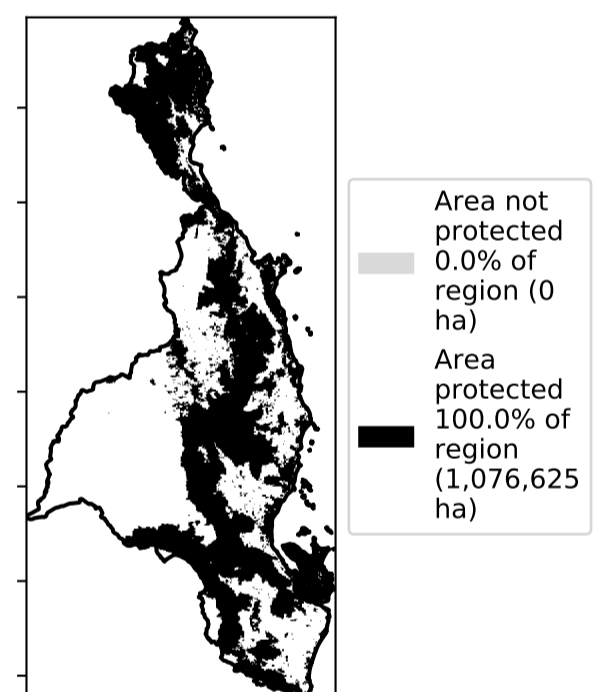 Area not
protected
0.0% of
region (0
ha)
Area
protected
100.0% of
region
(1,076,625
ha)